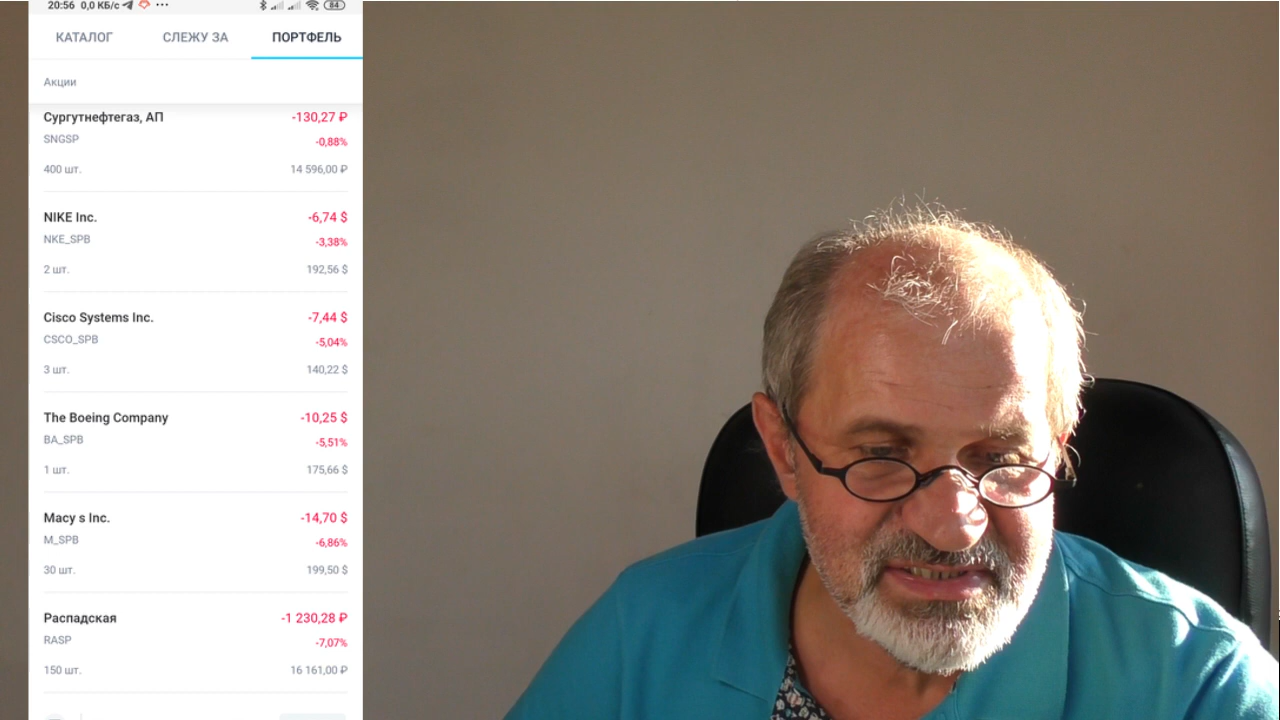 20:56 0,0 КБ/с ... 84
КАТАЛОГ СЛЕЖУ ЗА ПОРТФЕЛЬ
Акции
Сургутнефтегаз, АП -130,27 ₽
SNGSP -0,88%
400 шт. 14 596,00 ₽
NIKE Inc. -6,74 $
NKE_SPB -3,38%
2 шт. 192,56 $
Cisco Systems Inc. -7,44 $
CSCO_SPB -5,04%
3 шт. 140,22 $
The Boeing Company -10,25 $
BA_SPB -5,51%
1 шт. 175,66 $
Macy s Inc. -14,70 $
M_SPB -6,86%
30 шт. 199,50 $
Распадская -1 230,28 ₽
RASP -7,07%
150 шт. 16 161,00 ₽